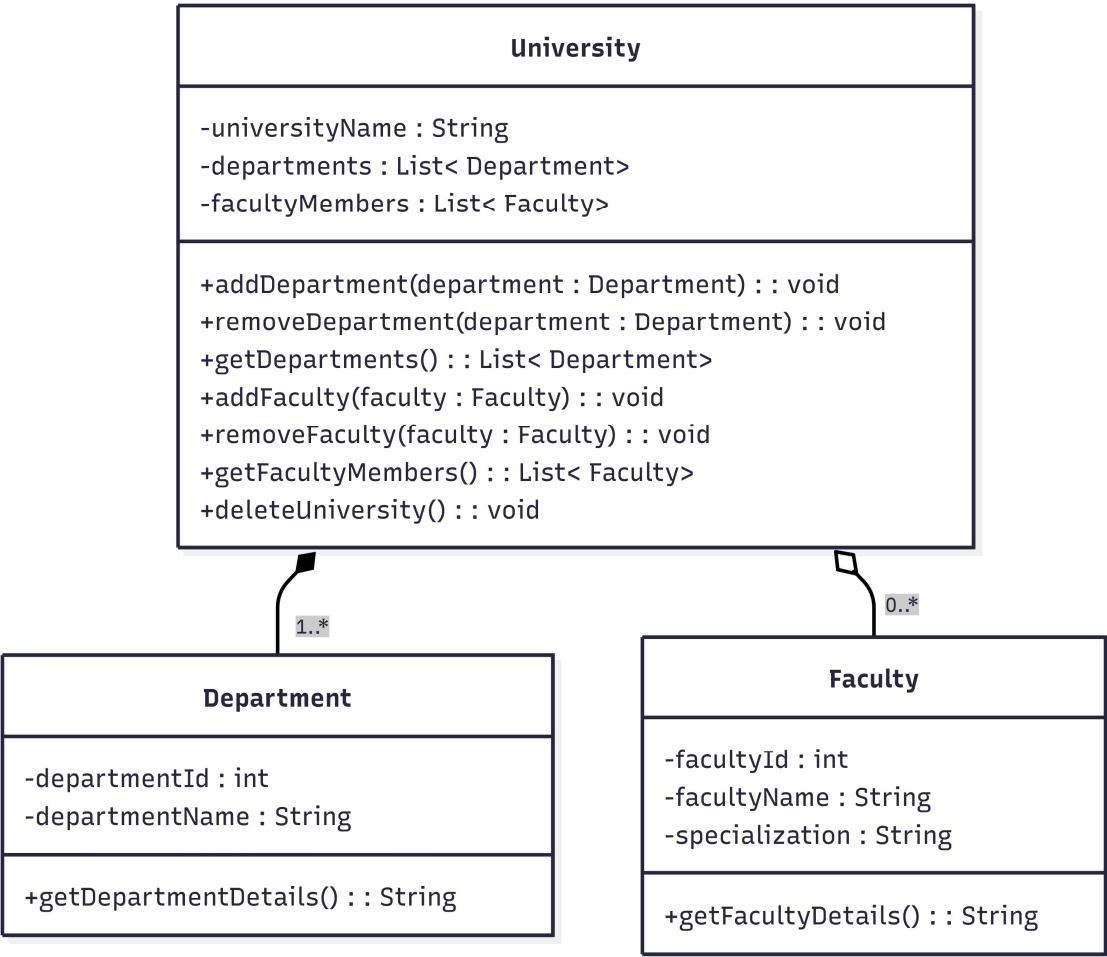 University
-universityName : String
-departments : List< Department>
-facultyMembers : List< Faculty>
+addDepartment(department : Department) : : void
+removeDepartment(department : Department) : : void
+getDepartments() : : List< Department>
+addFaculty(faculty : Faculty) : : void
+removeFaculty(faculty : Faculty) : : void
+getFacultyMembers() : : List< Faculty>
+deleteUniversity() : : void
1..*
0..*
Department
-departmentId : int
-departmentName : String
+getDepartmentDetails() : : String
Faculty
-facultyId : int
-facultyName : String
-specialization : String
+getFacultyDetails() : : String